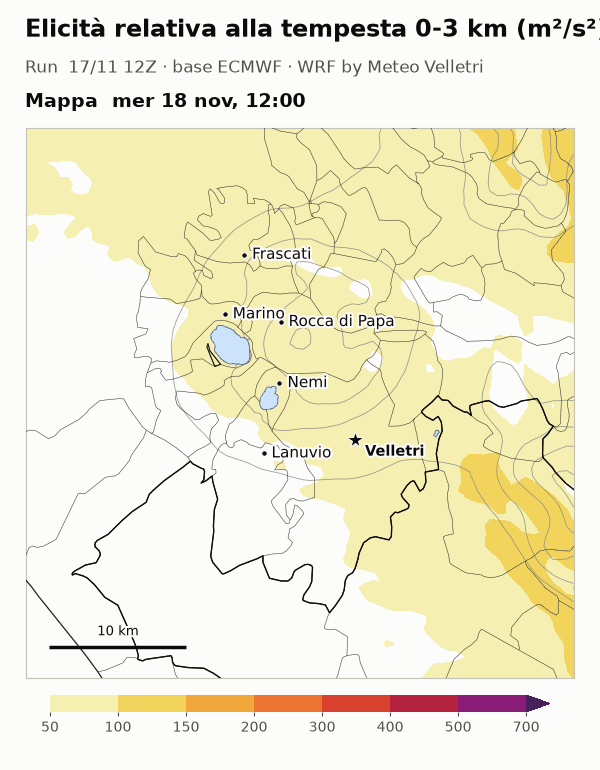 Elicità relativa alla tempesta 0-3 km (m²/s²)
Run  17/11 12Z · base ECMWF · WRF by Meteo Velletri
Mappa  mer 18 nov, 12:00
Frascati
Marino
Rocca di Papa
Nemi
Velletri
Lanuvio
10 km
50 100 150 200 300 400 500 700